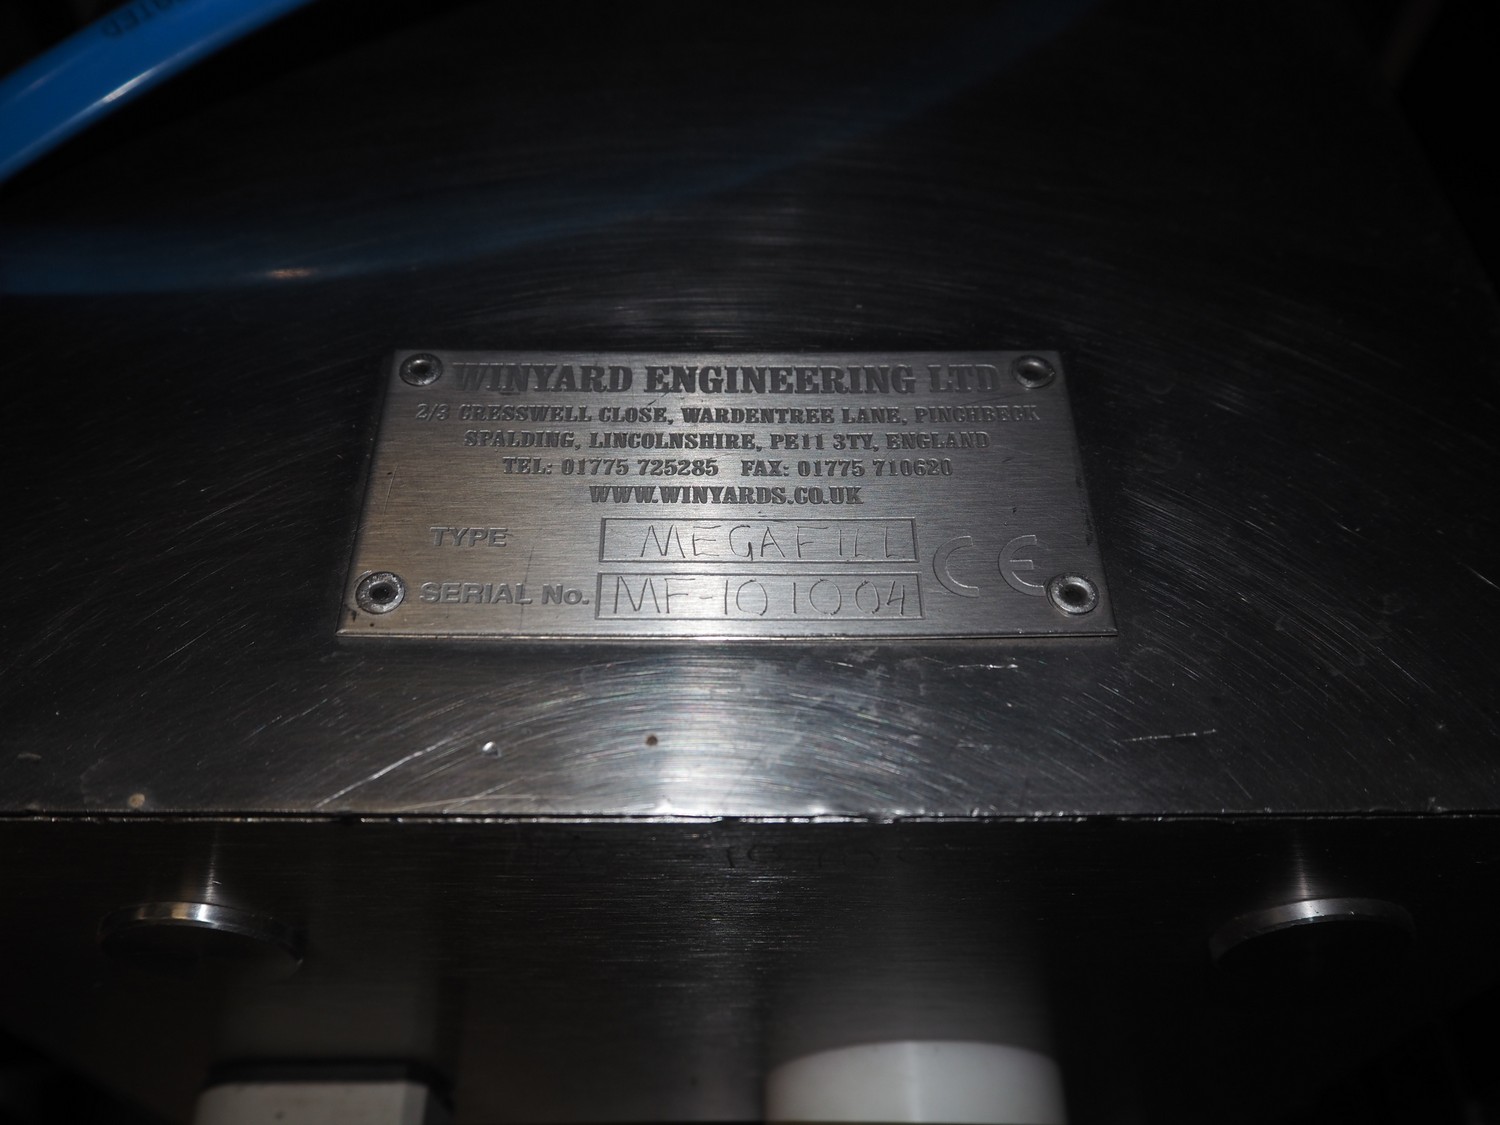 WINYARD ENGINEERING LTD
2/3 CRESSWELL CLOSE, WARDENTREE LANE, PINCHBECK
SPALDING, LINCOLNSHIRE, PE11 3TY, ENGLAND
TEL: 01775 725285 FAX: 01775 710620
WWW.WINYARDS.CO.UK
TYPE MEGAFILL
SERIAL No. MF-101004
CE